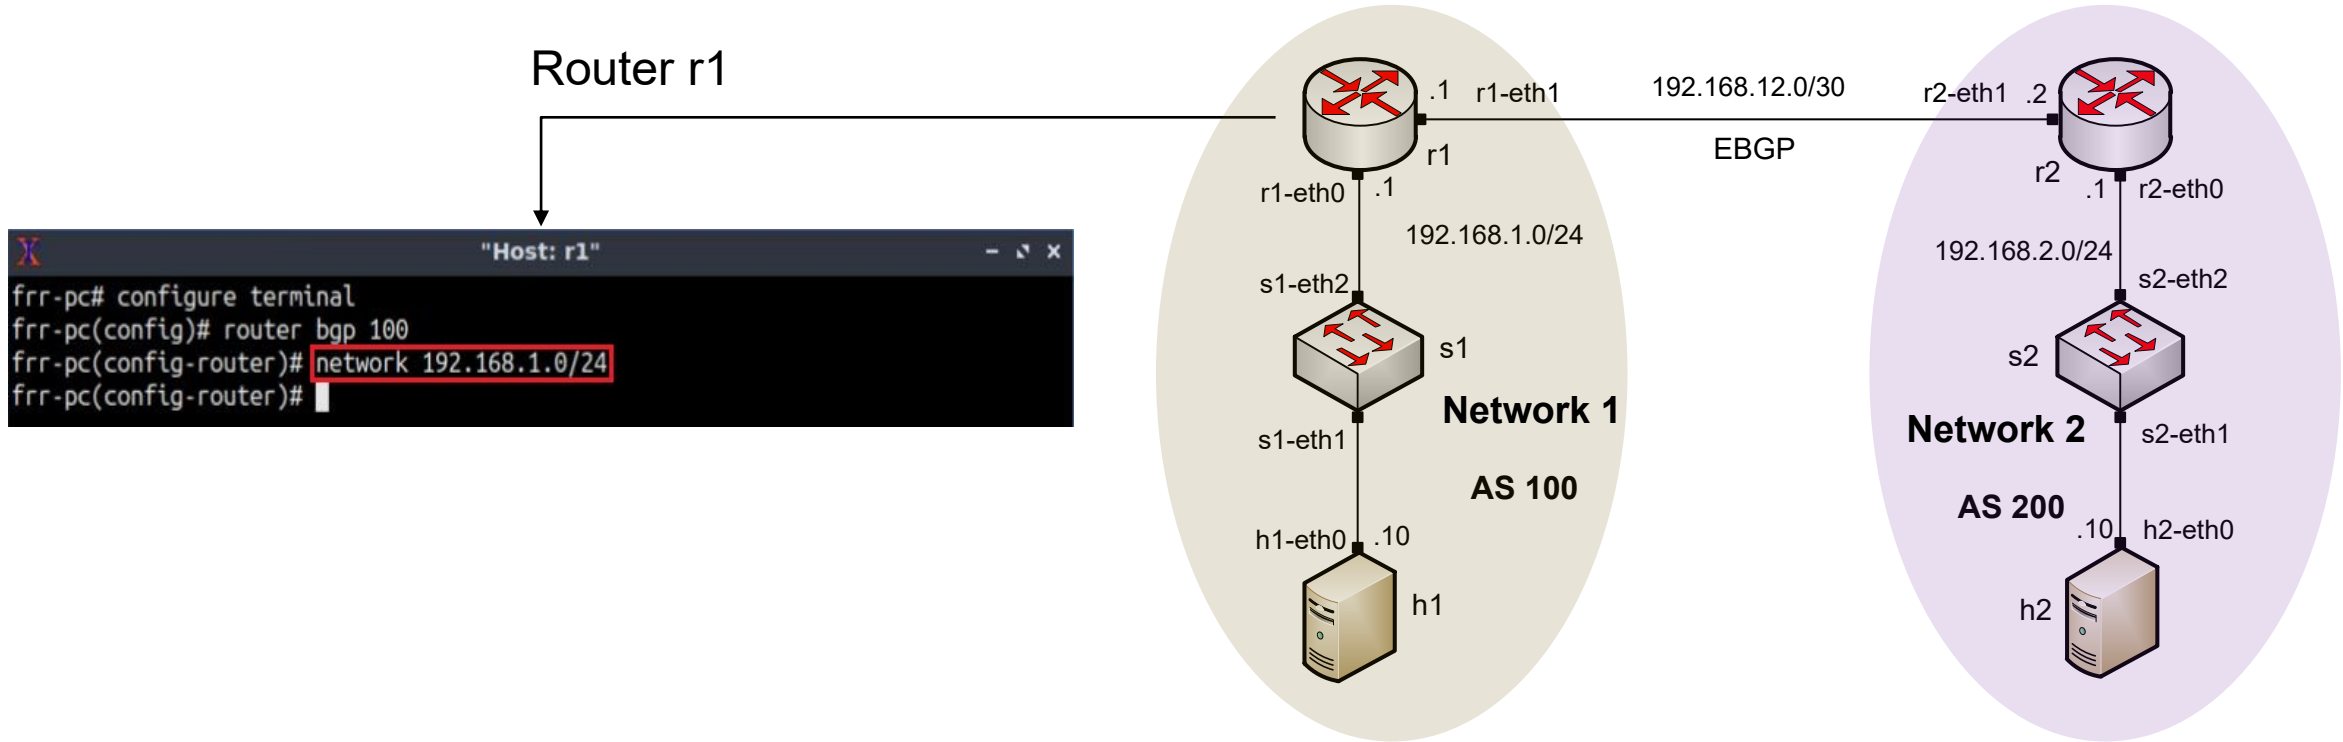 Router r1
"Host: r1"
frr-pc# configure terminal
frr-pc(config)# router bgp 100
frr-pc(config-router)# network 192.168.1.0/24
frr-pc(config-router)#
.1 r1-eth1 192.168.12.0/30 r2-eth1 .2
EBGP
r1
r2
r1-eth0 .1
.1 r2-eth0
192.168.1.0/24
192.168.2.0/24
s1-eth2
s2-eth2
s1
s2
Network 1
Network 2
s1-eth1
s2-eth1
AS 100
AS 200
h1-eth0 .10
.10 h2-eth0
h1
h2